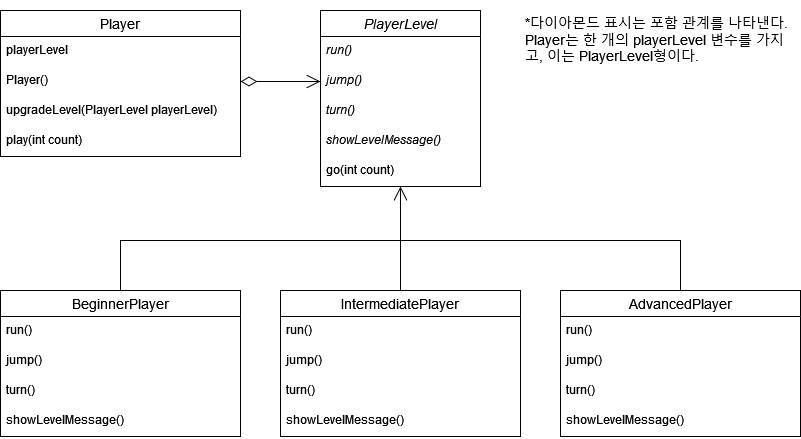 Player
playerLevel
Player()
upgradeLevel(PlayerLevel playerLevel)
play(int count)
PlayerLevel
run()
jump()
turn()
showLevelMessage()
go(int count)
*다이아몬드 표시는 포함 관계를 나타낸다.
Player는 한 개의 playerLevel 변수를 가지
고, 이는 PlayerLevel형이다.
BeginnerPlayer
run()
jump()
turn()
showLevelMessage()
IntermediatePlayer
run()
jump()
turn()
showLevelMessage()
AdvancedPlayer
run()
jump()
turn()
showLevelMessage()